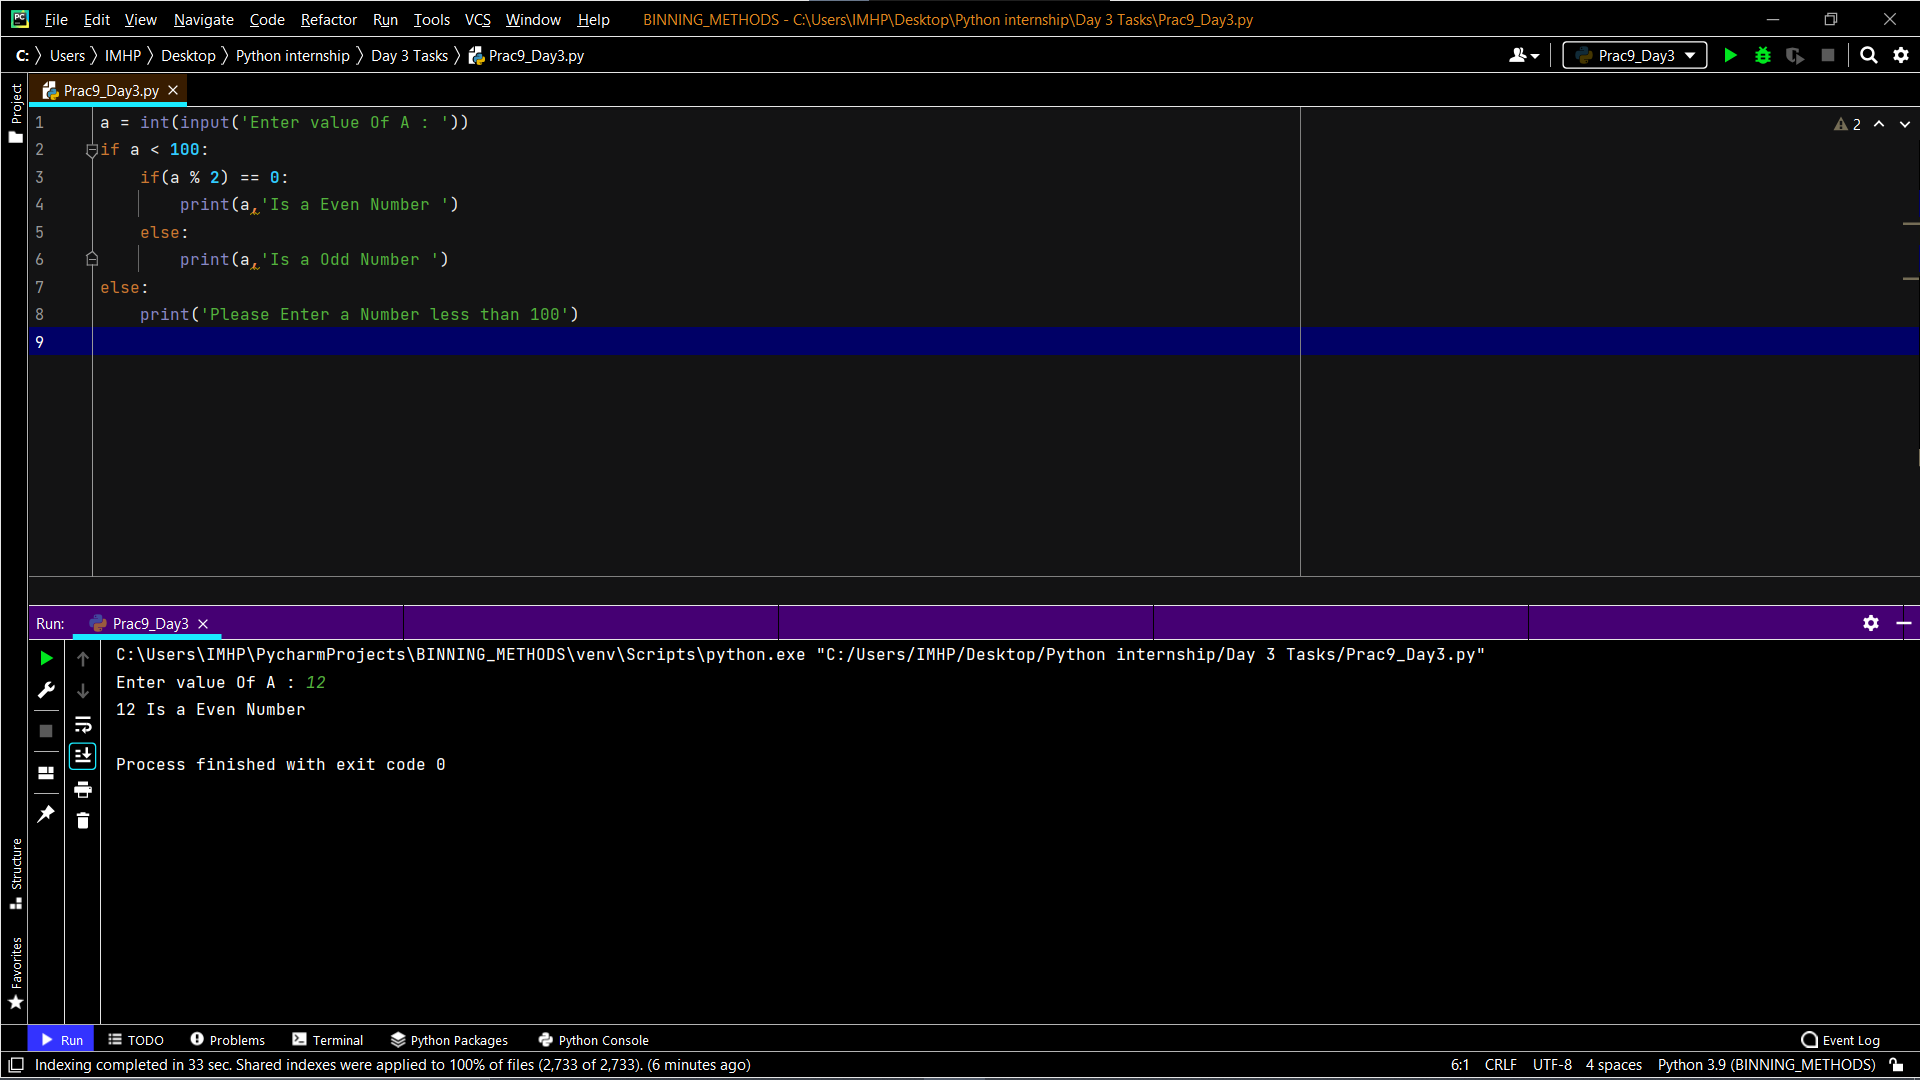 PC File Edit View Navigate Code Refactor Run Tools VCS Window Help BINNING_METHODS - C:\Users\IMHP\Desktop\Python internship\Day 3 Tasks\Prac9_Day3.py
C: Users IMHP Desktop Python internship Day 3 Tasks Prac9_Day3.py Prac9_Day3
Project
Prac9_Day3.py
1 a = int(input('Enter value Of A : '))
2 if a < 100:
3 if(a % 2) == 0:
4 print(a,'Is a Even Number ')
5 else:
6 print(a,'Is a Odd Number ')
7 else:
8 print('Please Enter a Number less than 100')
9
2
Run: Prac9_Day3
C:\Users\IMHP\PycharmProjects\BINNING_METHODS\venv\Scripts\python.exe "C:/Users/IMHP/Desktop/Python internship/Day 3 Tasks/Prac9_Day3.py"
Enter value Of A : 12
12 Is a Even Number
Process finished with exit code 0
Structure
Favorites
Run TODO Problems Terminal Python Packages Python Console Event Log
Indexing completed in 33 sec. Shared indexes were applied to 100% of files (2,733 of 2,733). (6 minutes ago) 6:1 CRLF UTF-8 4 spaces Python 3.9 (BINNING_METHODS)